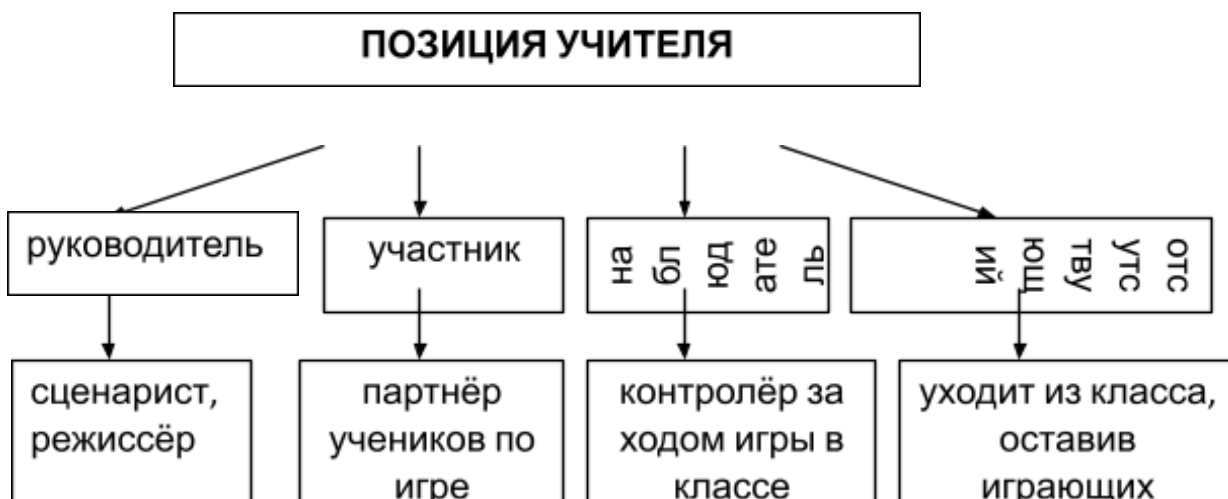 ПОЗИЦИЯ УЧИТЕЛЯ
руководитель
участник
на
бл
юд
ате
ль
отс
утс
тву
ющ
ий
сценарист,
режиссёр
партнёр
учеников по
игре
контролёр за
ходом игры в
классе
уходит из класса,
оставив
играющих